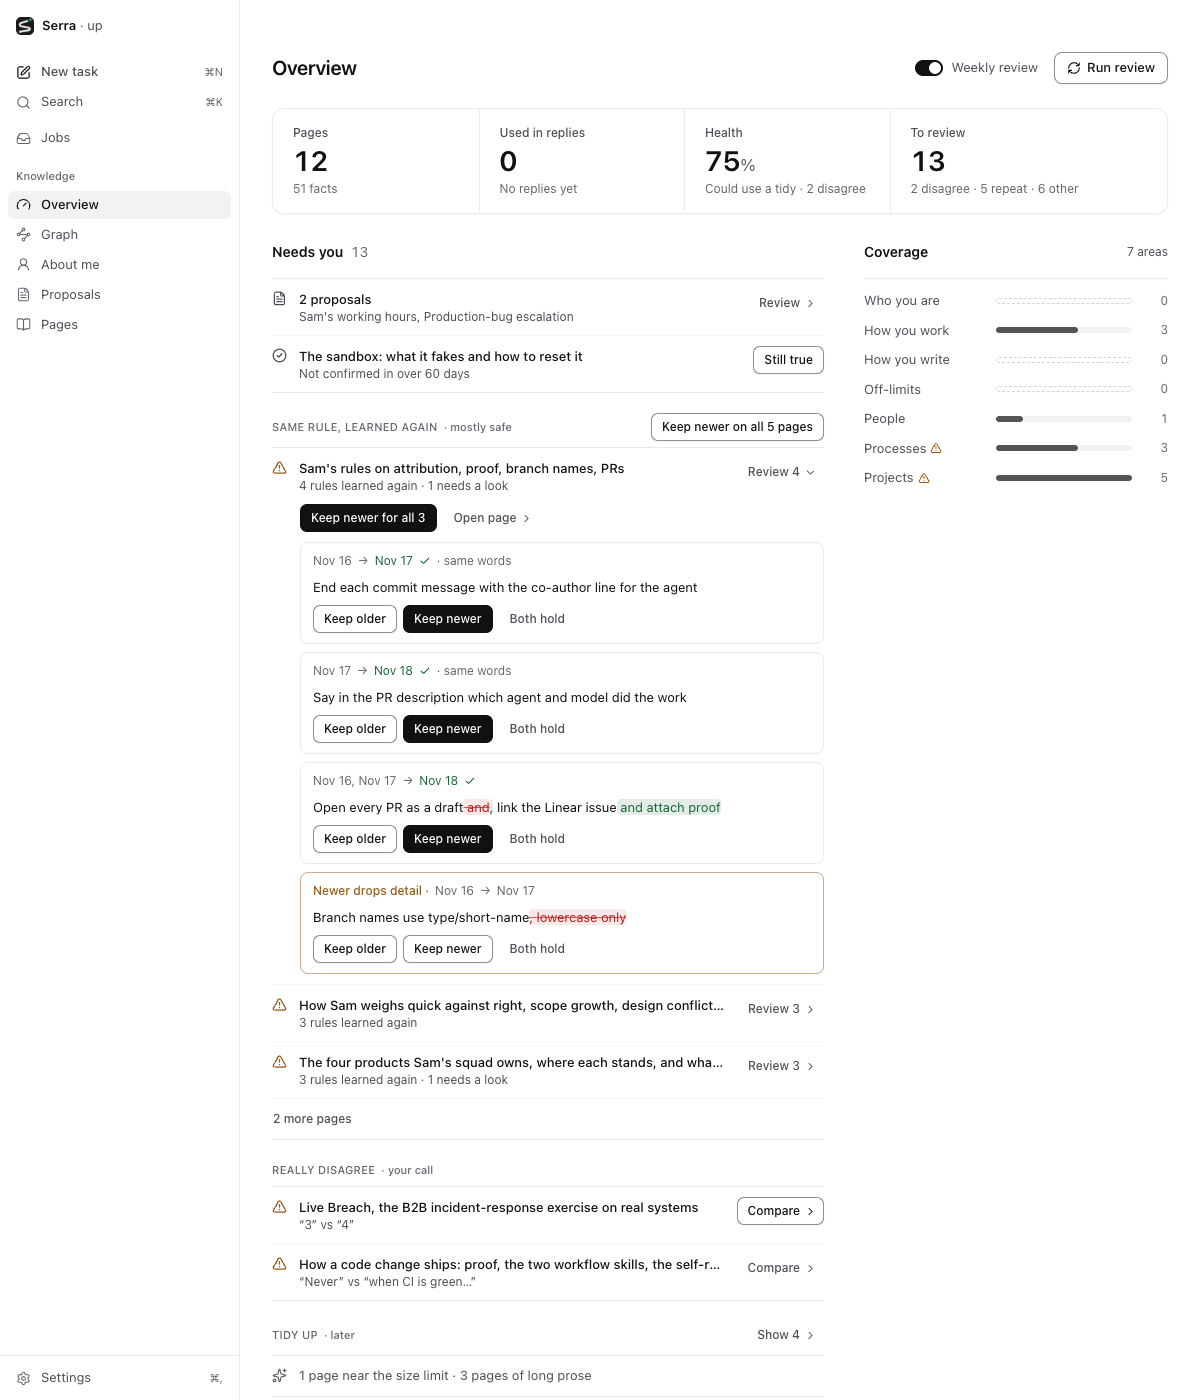 Serra · up
New task ⌘N
Search ⌘K
Jobs
Knowledge
Overview
Graph
About me
Proposals
Pages
Settings ⌘,
Overview
Weekly review
Run review
Pages
12
51 facts
Used in replies
0
No replies yet
Health
75%
Could use a tidy · 2 disagree
To review
13
2 disagree · 5 repeat · 6 other
Needs you 13
2 proposals
Sam's working hours, Production-bug escalation
Review
The sandbox: what it fakes and how to reset it
Not confirmed in over 60 days
Still true
SAME RULE, LEARNED AGAIN · mostly safe
Keep newer on all 5 pages
Sam's rules on attribution, proof, branch names, PRs
4 rules learned again · 1 needs a look
Review 4
Keep newer for all 3
Open page
Nov 16 → Nov 17 ✓ · same words
End each commit message with the co-author line for the agent
Keep older Keep newer Both hold
Nov 17 → Nov 18 ✓ · same words
Say in the PR description which agent and model did the work
Keep older Keep newer Both hold
Nov 16, Nov 17 → Nov 18 ✓
Open every PR as a draft and, link the Linear issue and attach proof
Keep older Keep newer Both hold
Newer drops detail · Nov 16 → Nov 17
Branch names use type/short-name, lowercase only
Keep older Keep newer Both hold
How Sam weighs quick against right, scope growth, design conflict...
3 rules learned again
Review 3
The four products Sam's squad owns, where each stands, and wha...
3 rules learned again · 1 needs a look
Review 3
2 more pages
REALLY DISAGREE · your call
Live Breach, the B2B incident-response exercise on real systems
“3” vs “4”
Compare
How a code change ships: proof, the two workflow skills, the self-r...
“Never” vs “when CI is green...”
Compare
TIDY UP · later
Show 4
1 page near the size limit · 3 pages of long prose
Coverage 7 areas
Who you are 0
How you work 3
How you write 0
Off-limits 0
People 1
Processes 3
Projects 5